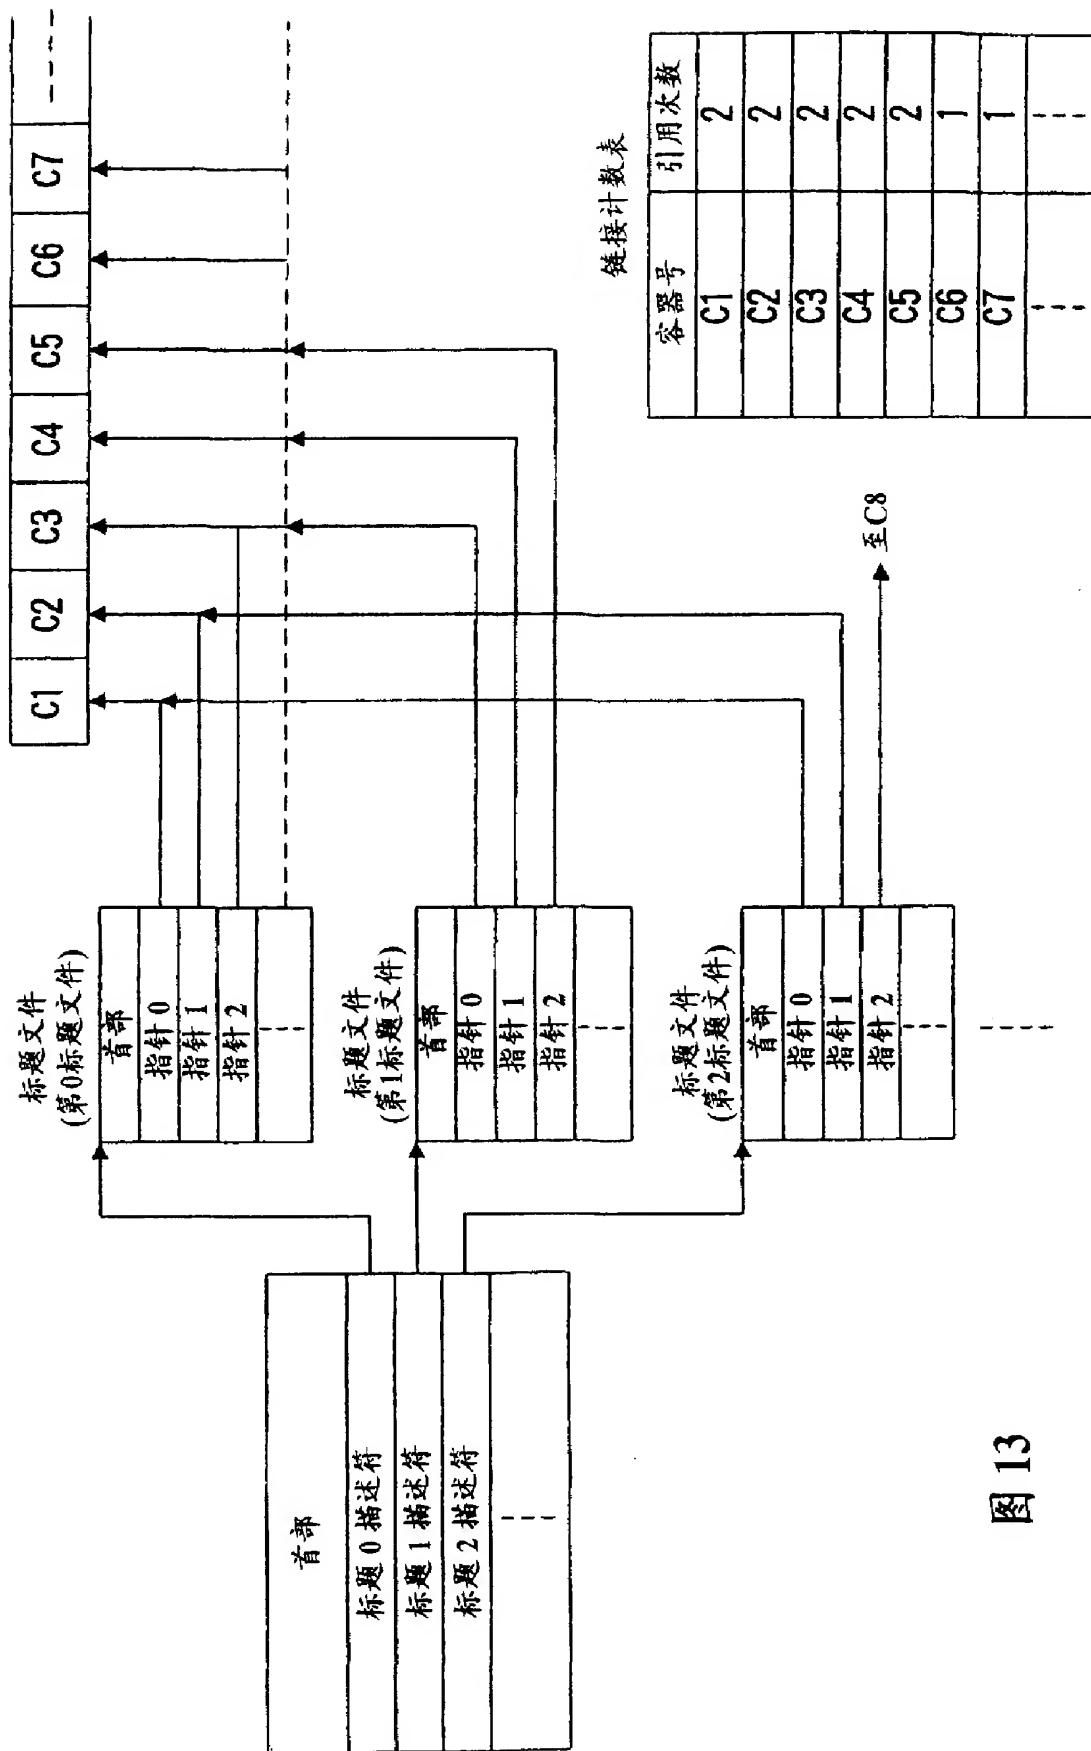 首部
标题 0 描述符
标题 1 描述符
标题 2 描述符
标题文件
(第0标题文件)
首部
指针 0
指针 1
指针 2
标题文件
(第1标题文件)
首部
指针 0
指针 1
指针 2
标题文件
(第2标题文件)
首部
指针 0
指针 1
指针 2
C1 C2 C3 C4 C5 C6 C7
至C8
链接计数表
容器号 引用次数
C1 2
C2 2
C3 2
C4 2
C5 2
C6 1
C7 1
图 13